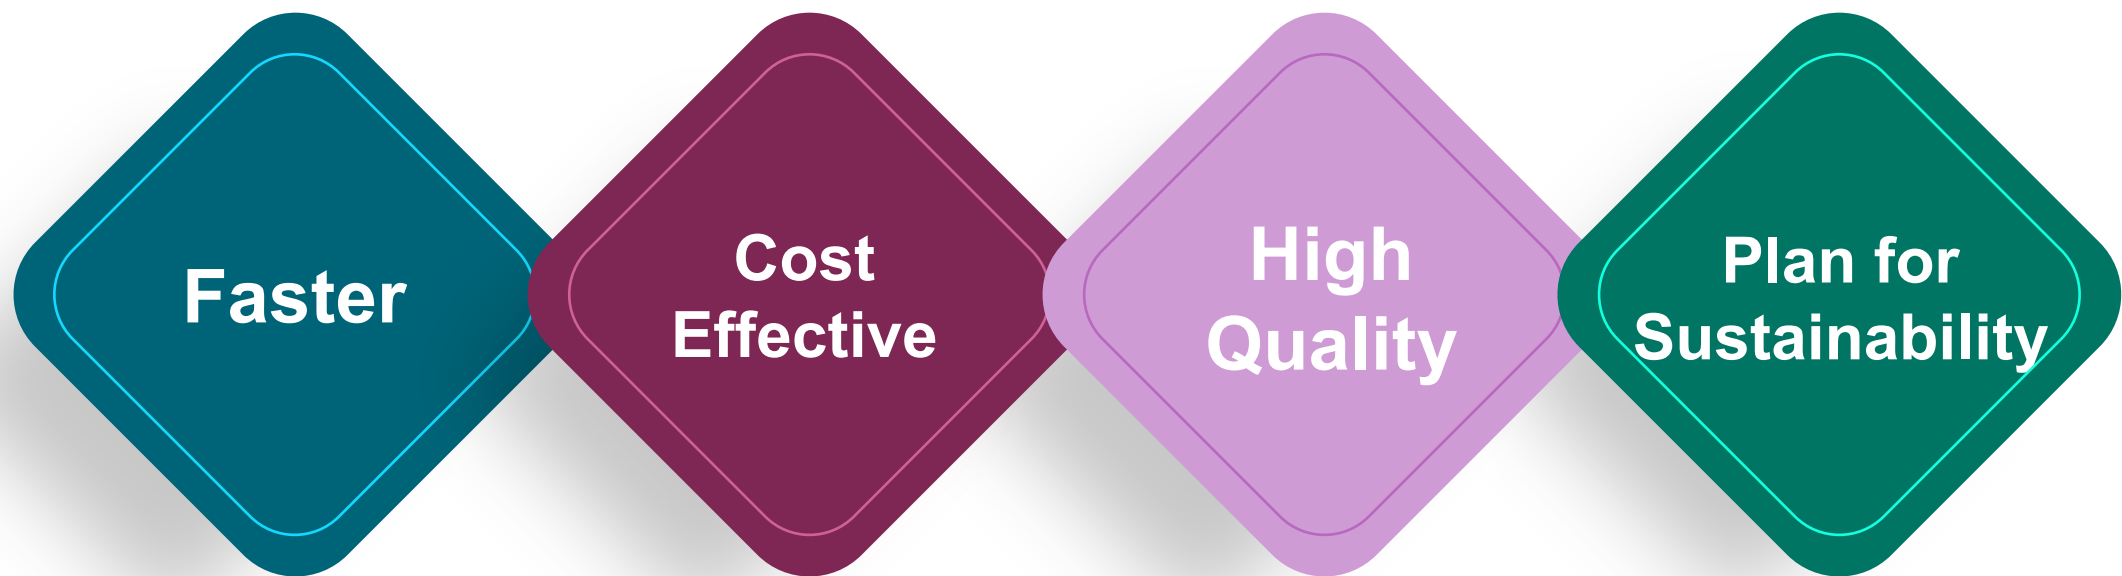 Faster
Cost
Effective
High
Quality
Plan for
Sustainability